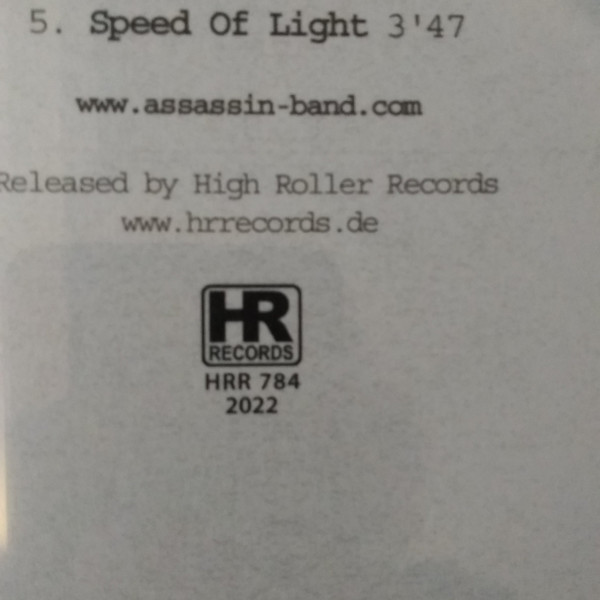 5. Speed Of Light 3'47
www.assassin-band.com
Released by High Roller Records
www.hrrecords.de
HR
RECORDS
HRR 784
2022